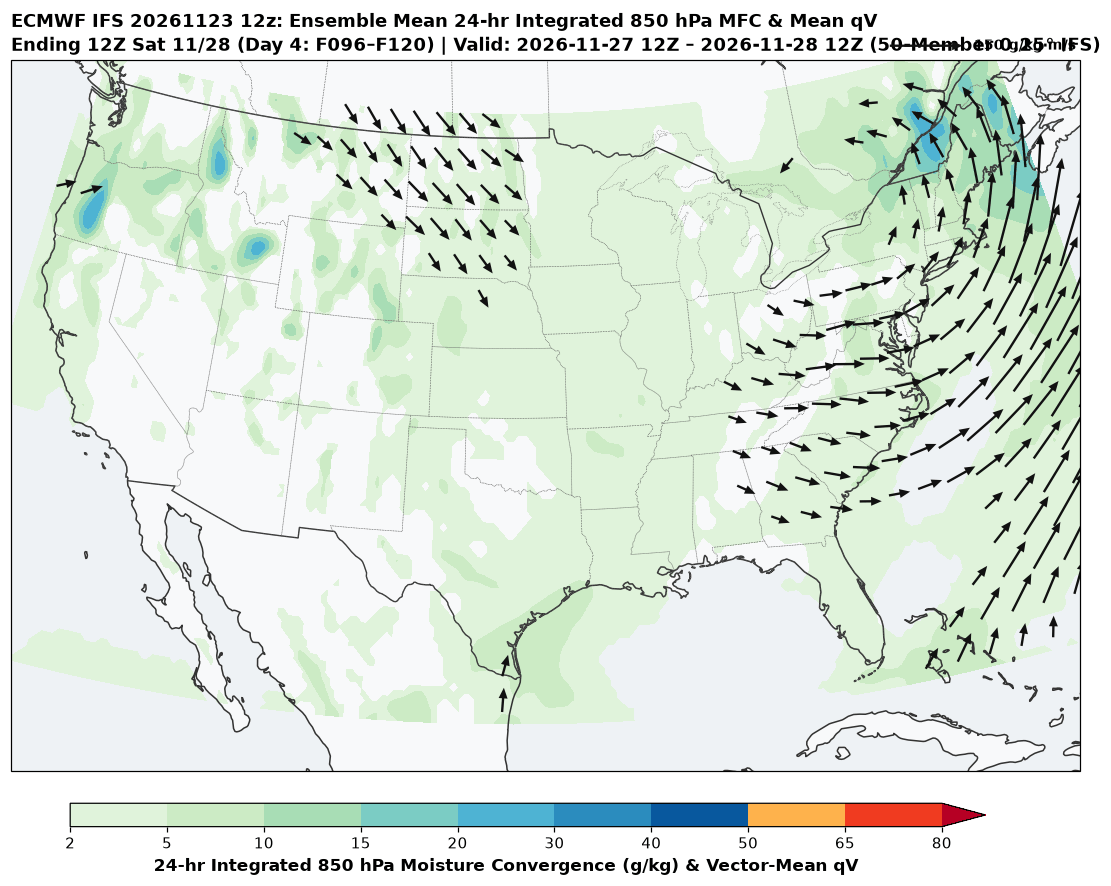 ECMWF IFS 20261123 12z: Ensemble Mean 24-hr Integrated 850 hPa MFC & Mean qV
Ending 12Z Sat 11/28 (Day 4: F096–F120) | Valid: 2026-11-27 12Z – 2026-11-28 12Z (50-Member 0.25° IFS)
150 g/kg·m/s
2 5 10 15 20 30 40 50 65 80
24-hr Integrated 850 hPa Moisture Convergence (g/kg) & Vector-Mean qV